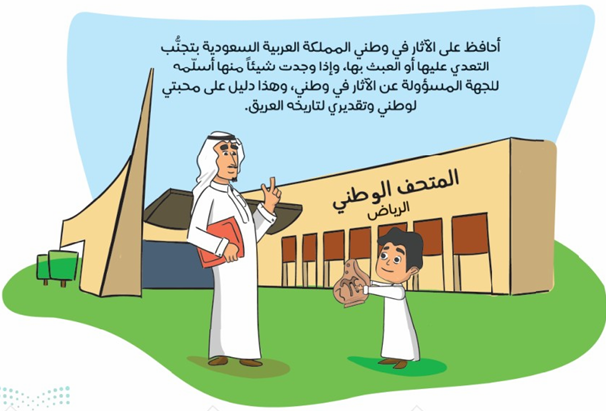 أحافظ على الآثار في وطني المملكة العربية السعودية بتجنُّب
التعدي عليها أو العبث بها، وإذا وجدت شيئاً منها أسلّمه
للجهة المسؤولة عن الآثار في وطني، وهذا دليل على محبتي
لوطني وتقديري لتاريخه العريق.
المتحف الوطني
الرياض